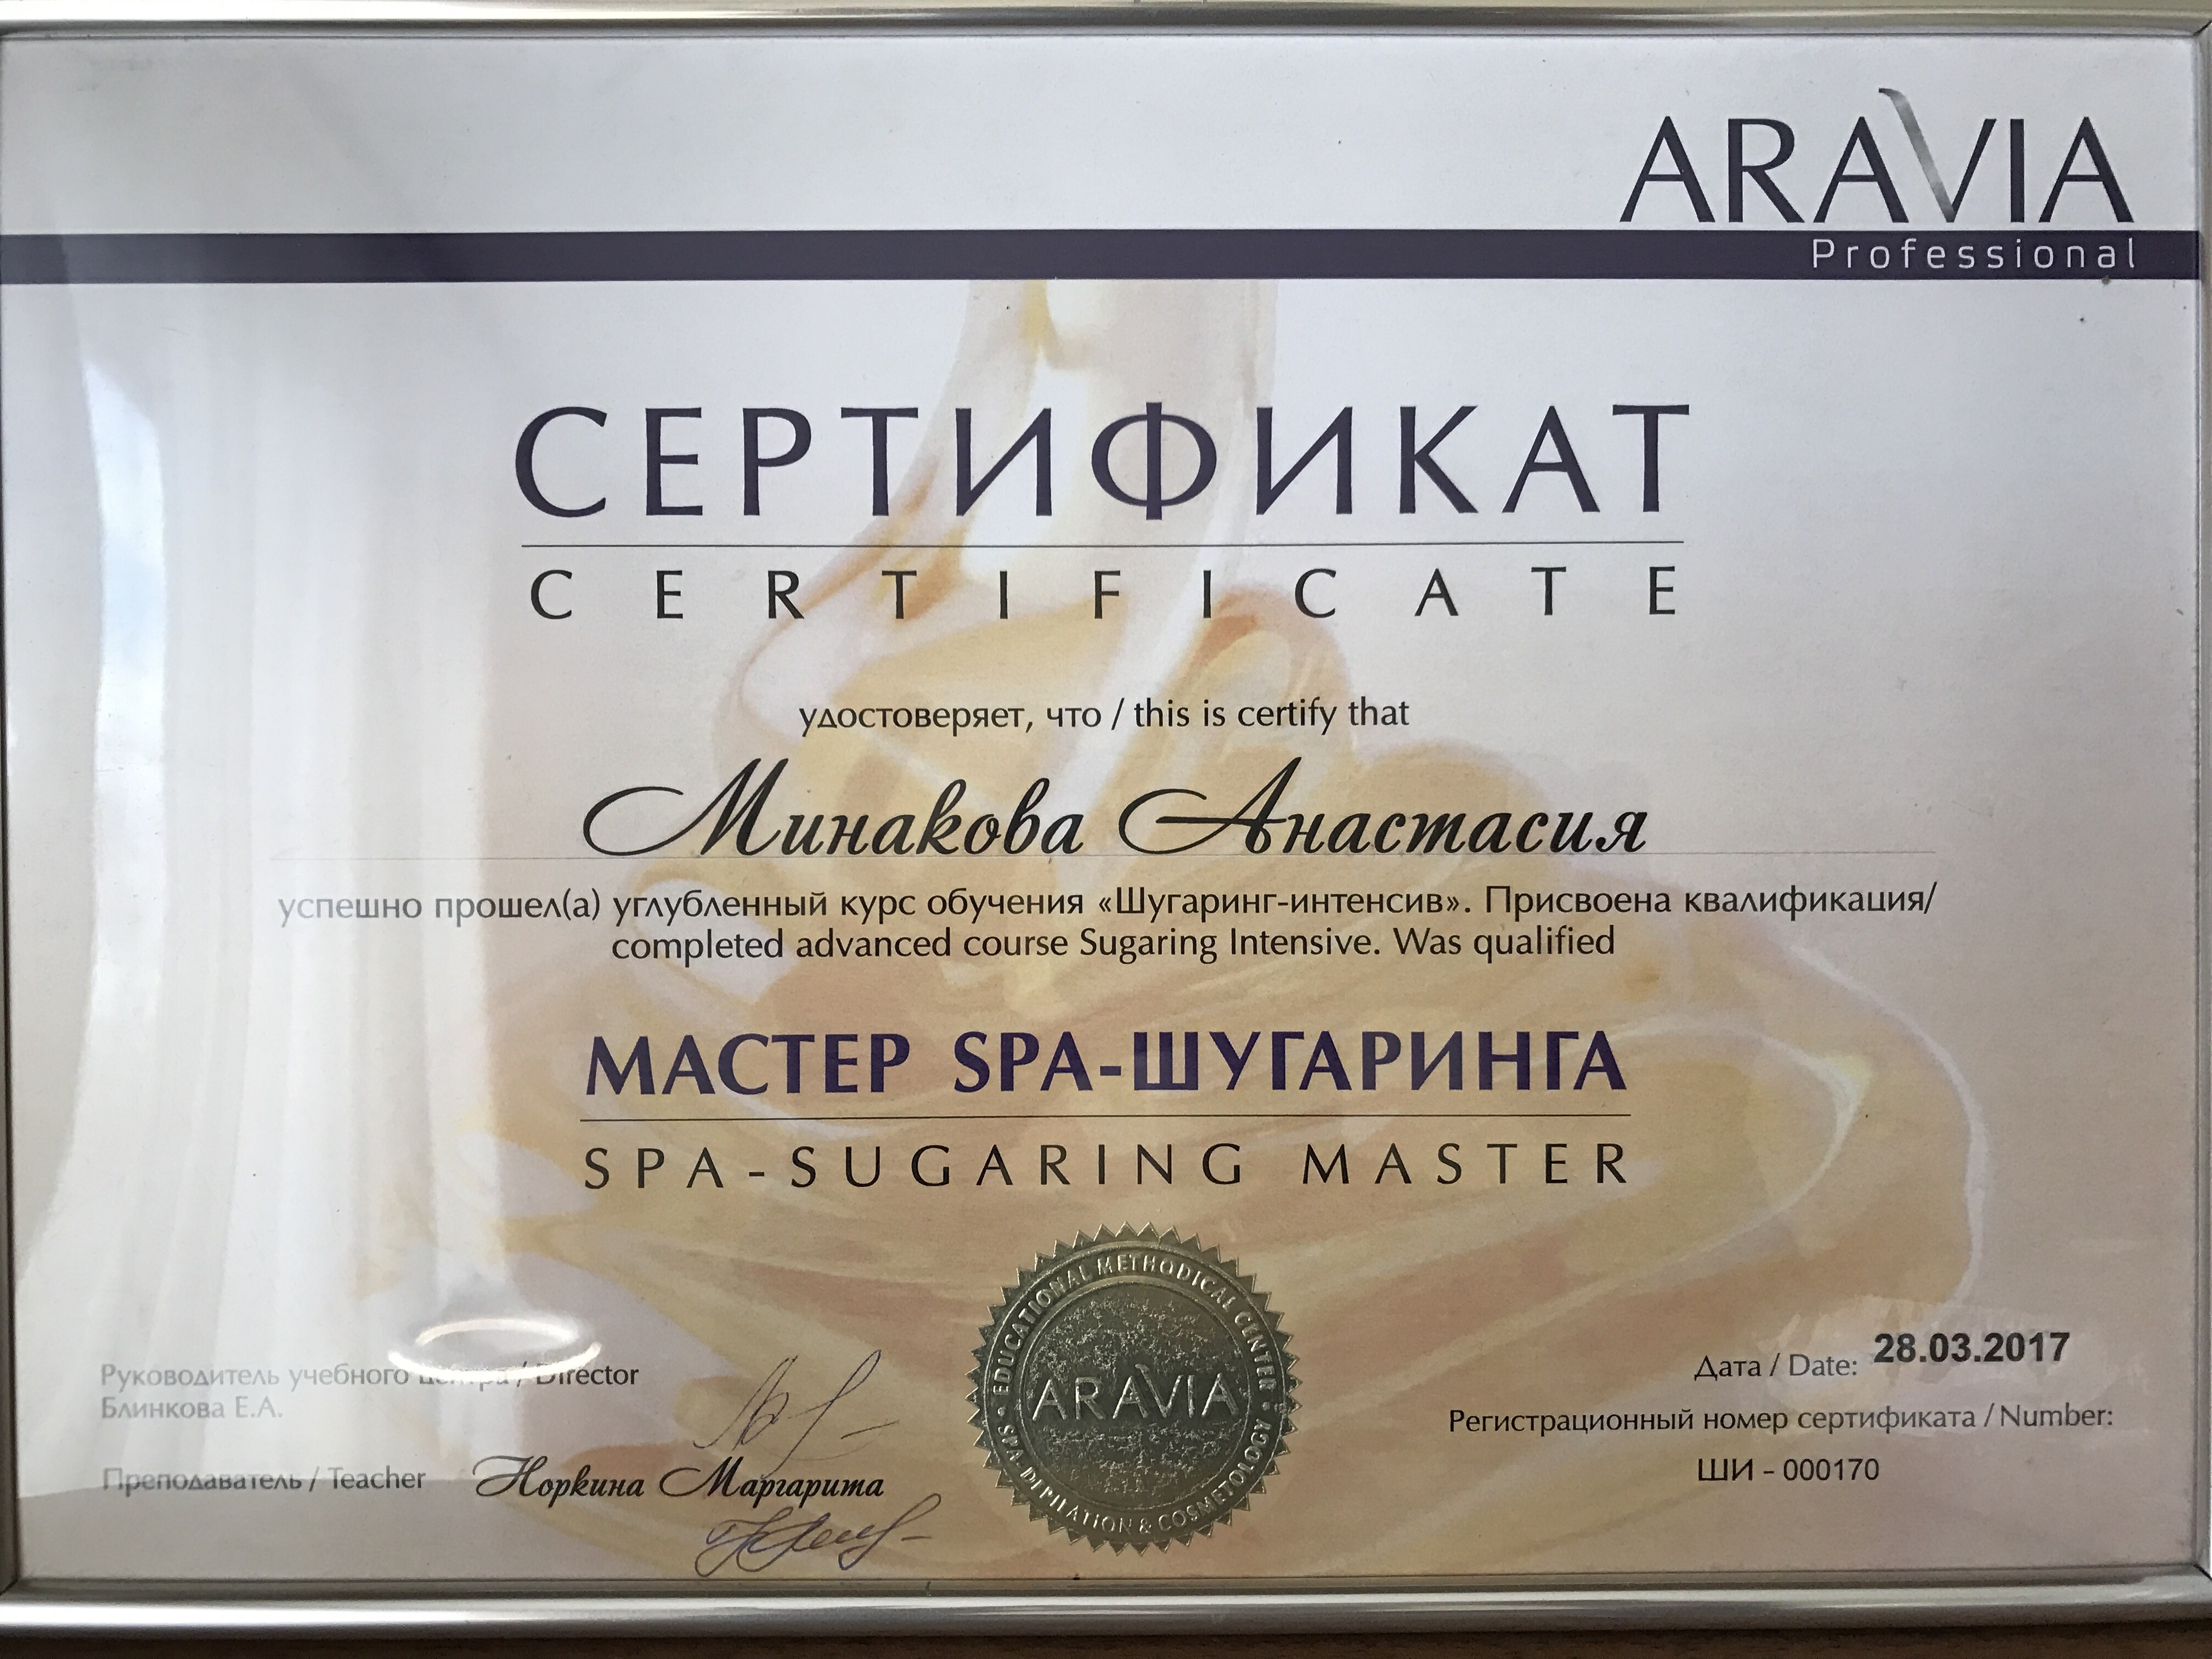 ARAVIA
Professional
СЕРТИФИКАТ
CERTIFICATE
удостоверяет, что / this is certify that
Минакова Анастасия
успешно прошел(а) углубленный курс обучения «Шугаринг-интенсив». Присвоена квалификация/
completed advanced course Sugaring Intensive. Was qualified
МАСТЕР SPA-ШУГАРИНГА
SPA-SUGARING MASTER
EDUCATIONAL METHODICAL CENTER
ARAVIA
SPA, DEPILATION & COSMETOLOGY
Руководитель учебного центра / Director
Блинкова Е.А.
Преподаватель / Teacher Норкина Маргарита
Дата / Date: 28.03.2017
Регистрационный номер сертификата / Number:
ШИ - 000170